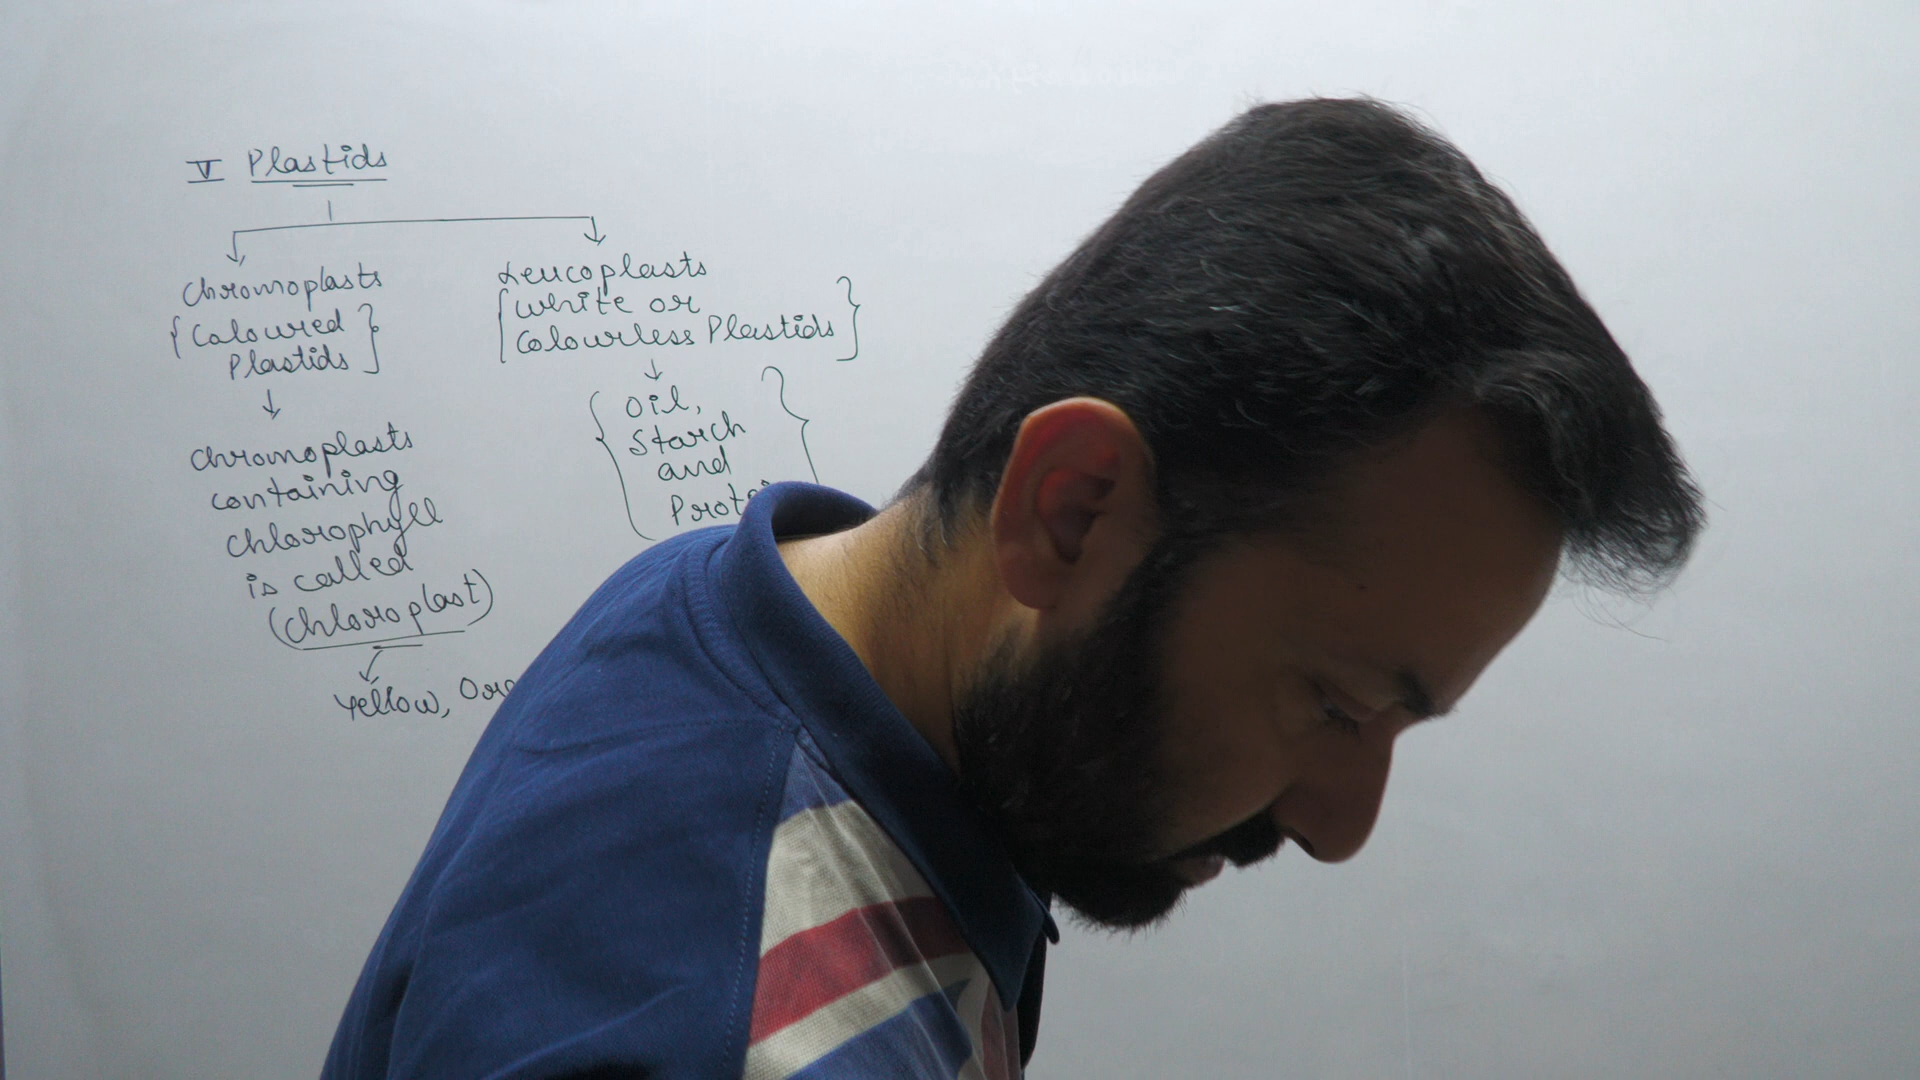 V Plastids
Chromoplasts
{Coloured
Plastids}
Chromoplasts
containing
chlorophyll
is called
(chloroplast)
Yellow,
Leucoplasts
[White or
Colourless Plastids}
{Oil,
Starch
and